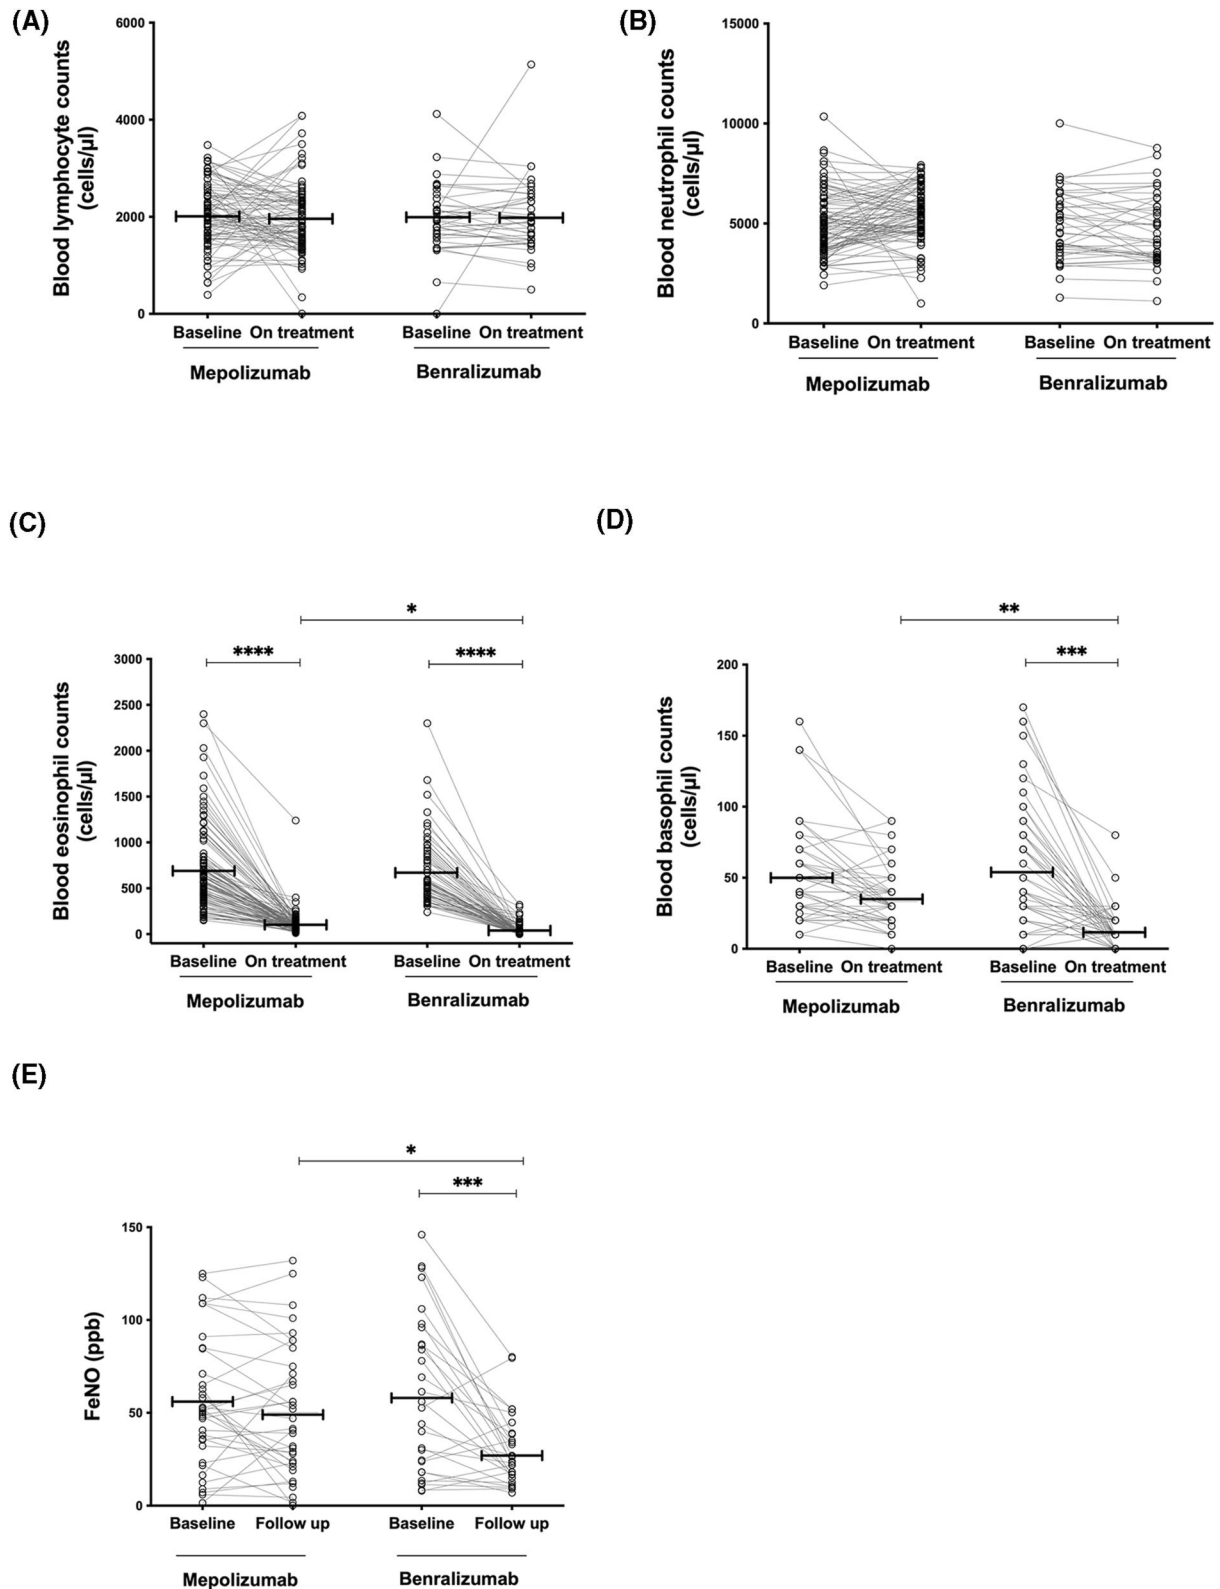 (A)
Blood lymphocyte counts
(cells/µl)
6000
4000
2000
0
Baseline On treatment Baseline On treatment
Mepolizumab Benralizumab
(B)
Blood neutrophil counts
(cells/µl)
15000
10000
5000
0
Baseline On treatment Baseline On treatment
Mepolizumab Benralizumab
(C)
*
**** ****
Blood eosinophil counts
(cells/µl)
3000
2500
2000
1500
1000
500
0
Baseline On treatment Baseline On treatment
Mepolizumab Benralizumab
(D)
**
***
Blood basophil counts
(cells/µl)
200
150
100
50
0
Baseline On treatment Baseline On treatment
Mepolizumab Benralizumab
(E)
*
***
FeNO (ppb)
150
100
50
0
Baseline Follow up Baseline Follow up
Mepolizumab Benralizumab